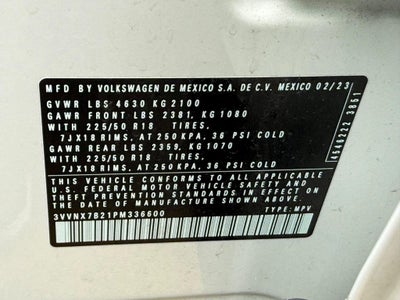 MFD. BY VOLKSWAGEN DE MEXICO S.A. DE C.V. MEXICO 02/23
GVWR LBS 4630 KG 2100
GAWR FRONT LBS 2381, KG 1080
WITH 225/50 R18 TIRES,
7JX18 RIMS, AT 250 KPA, 36 PSI COLD
GAWR REAR LBS 2359, KG 1070
WITH 225/50 R18 TIRES,
7JX18 RIMS, AT 250 KPA, 36 PSI COLD
THIS VEHICLE CONFORMS TO ALL APPLICABLE
U.S. FEDERAL MOTOR VEHICLE SAFETY AND
THEFT PREVENTION STANDARDS IN EFFECT ON
THE DATE OF MANUFACTURE SHOWN ABOVE.
3VVNX7B21PM336600
TYPE: MPV